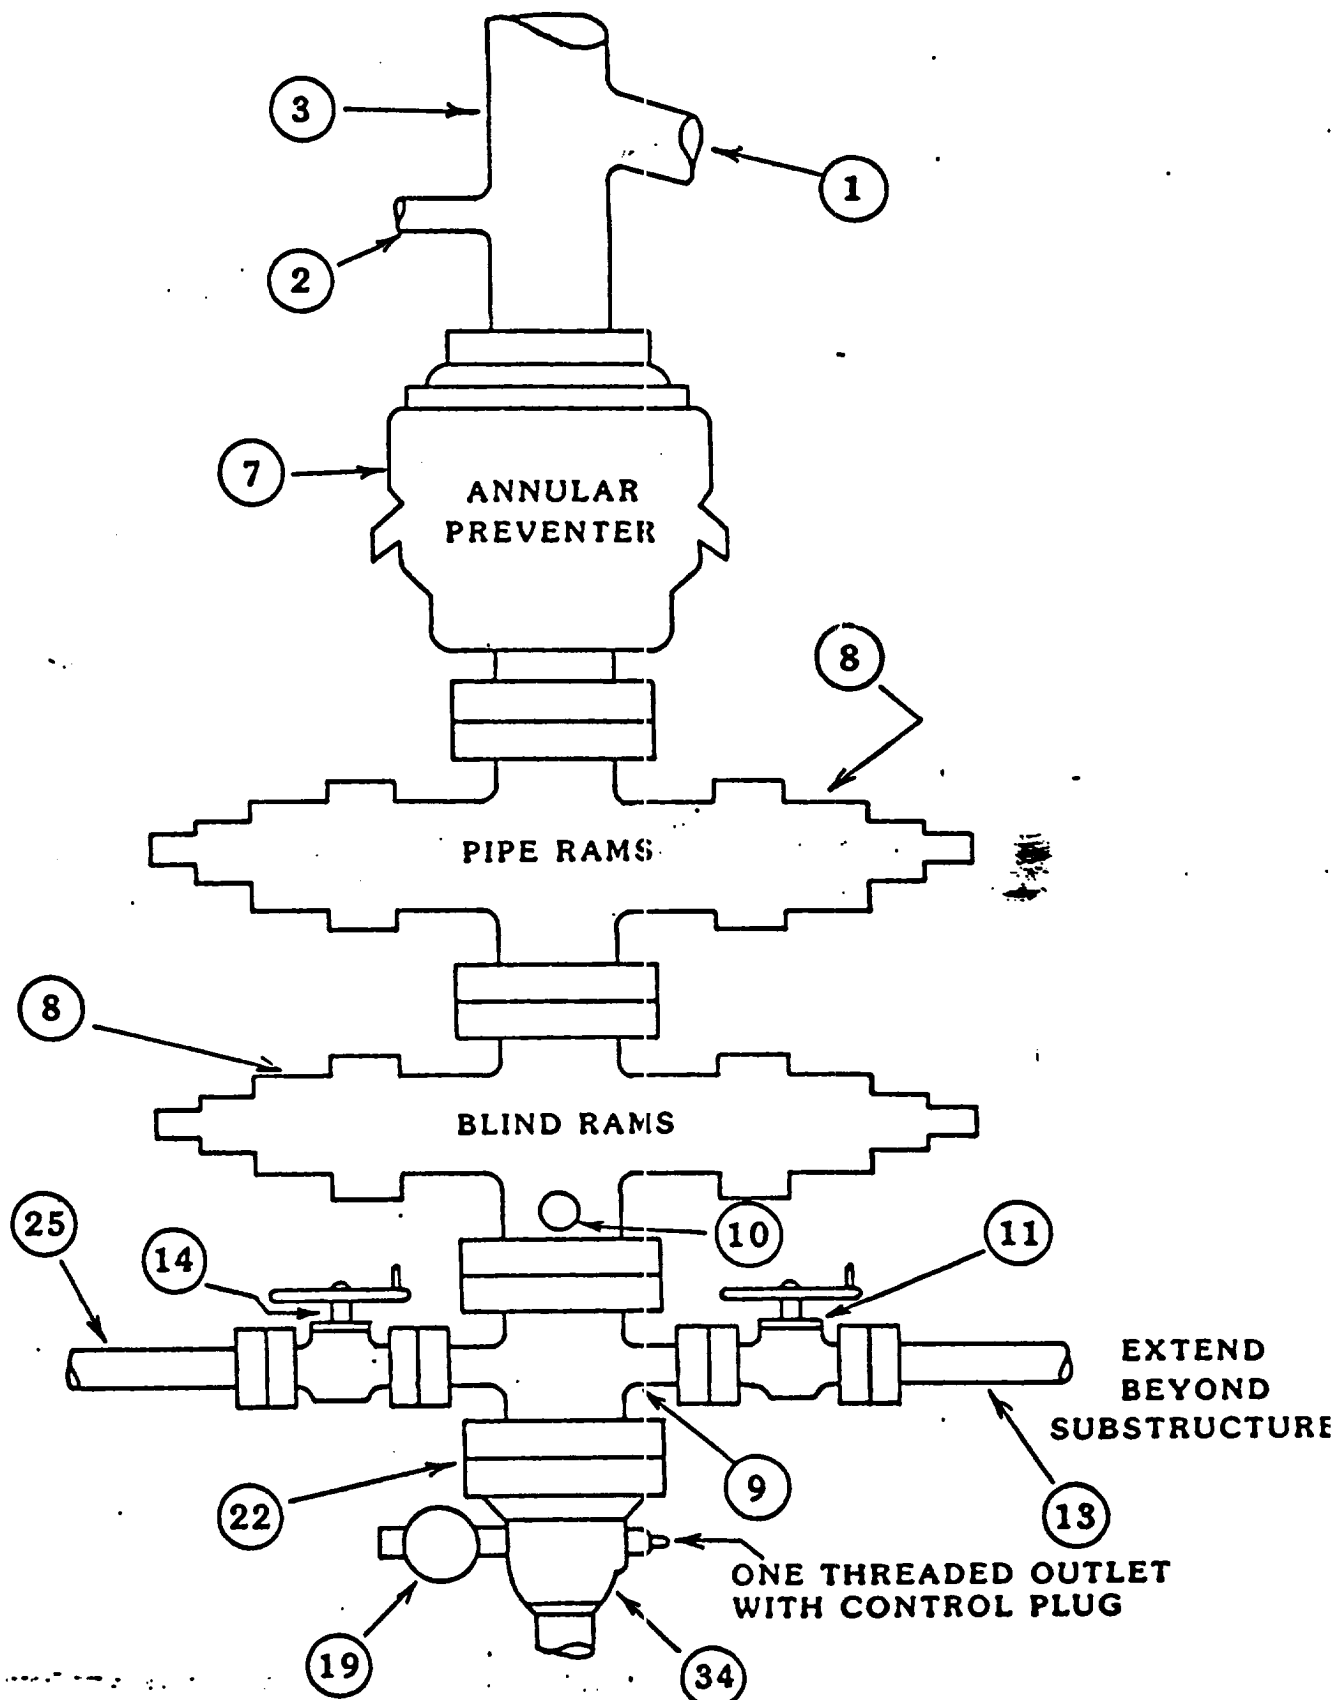 3
1
2
7
ANNULAR
PREVENTER
8
PIPE RAMS
8
BLIND RAMS
25
14
10
11
EXTEND
BEYOND
SUBSTRUCTURE
9
22
13
ONE THREADED OUTLET
WITH CONTROL PLUG
19
34